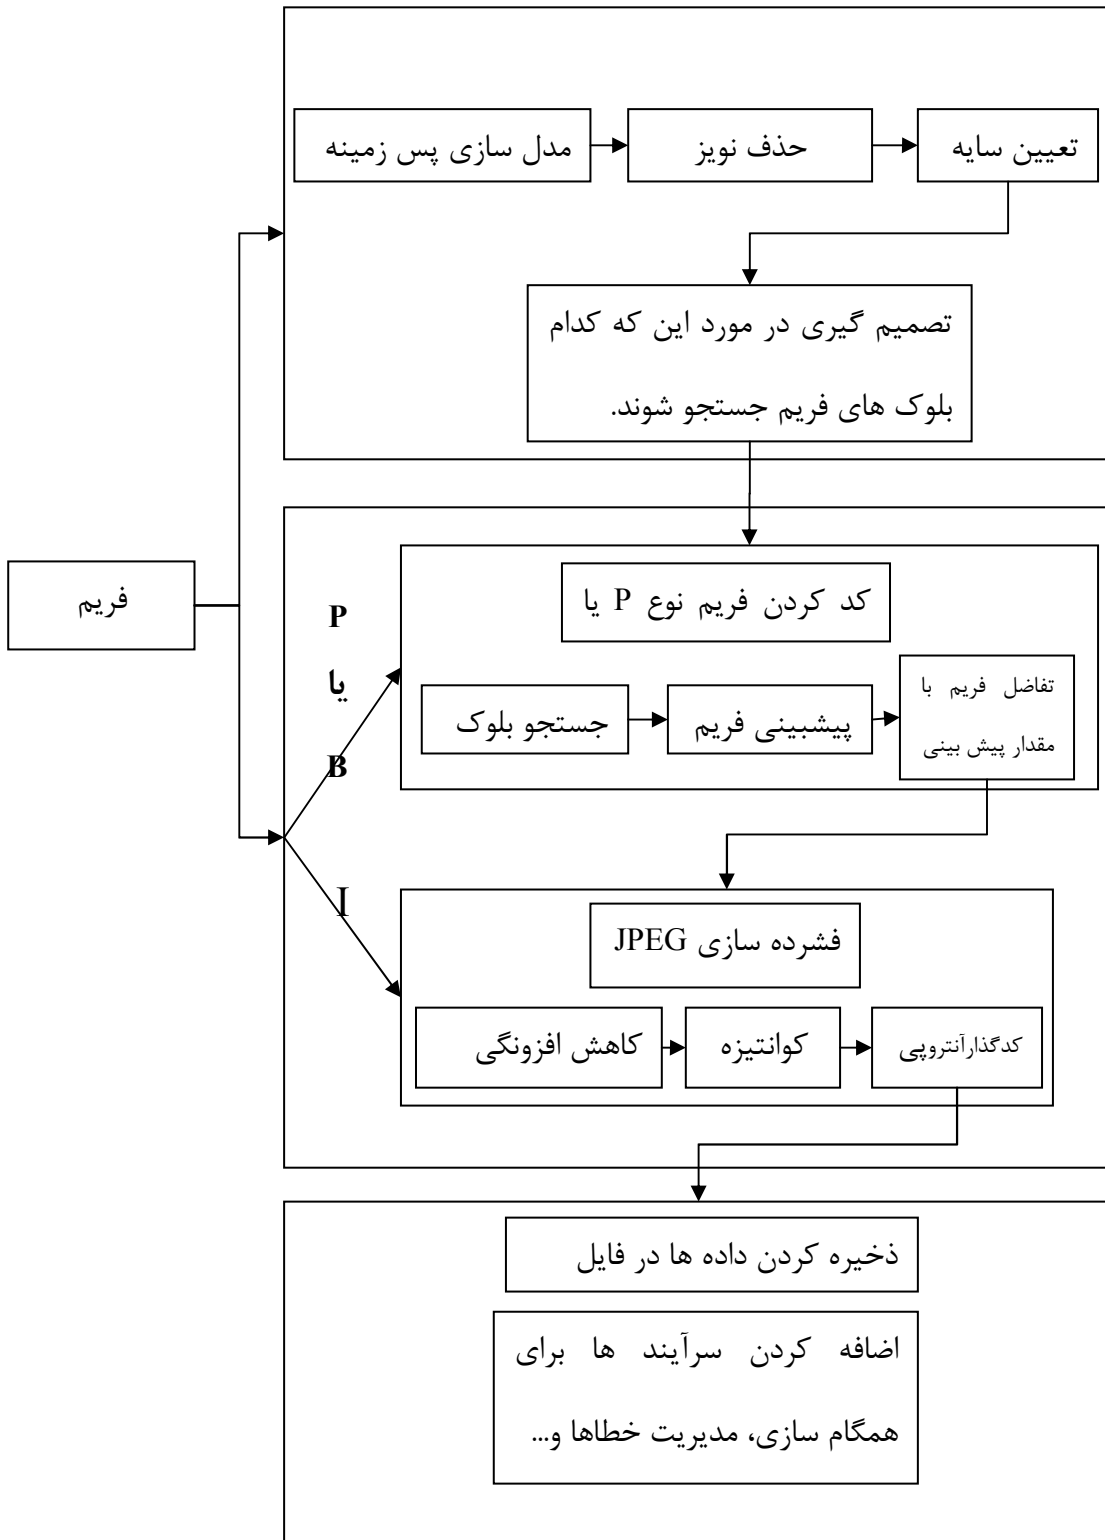 مدل سازی پس زمینه
حذف نویز
تعیین سایه
تصمیم گیری در مورد این که کدام
بلوک های فریم جستجو شوند.
فریم
P
یا
B
I
کد کردن فریم نوع P یا
جستجو بلوک
پیشبینی فریم
تفاضل فریم با
مقدار پیش بینی
فشرده سازی JPEG
کاهش افزونگی
کوانتیزه
کدگذارآنتروپی
ذخیره کردن داده ها در فایل
اضافه کردن سرآیند ها برای
همگام سازی، مدیریت خطاها و...